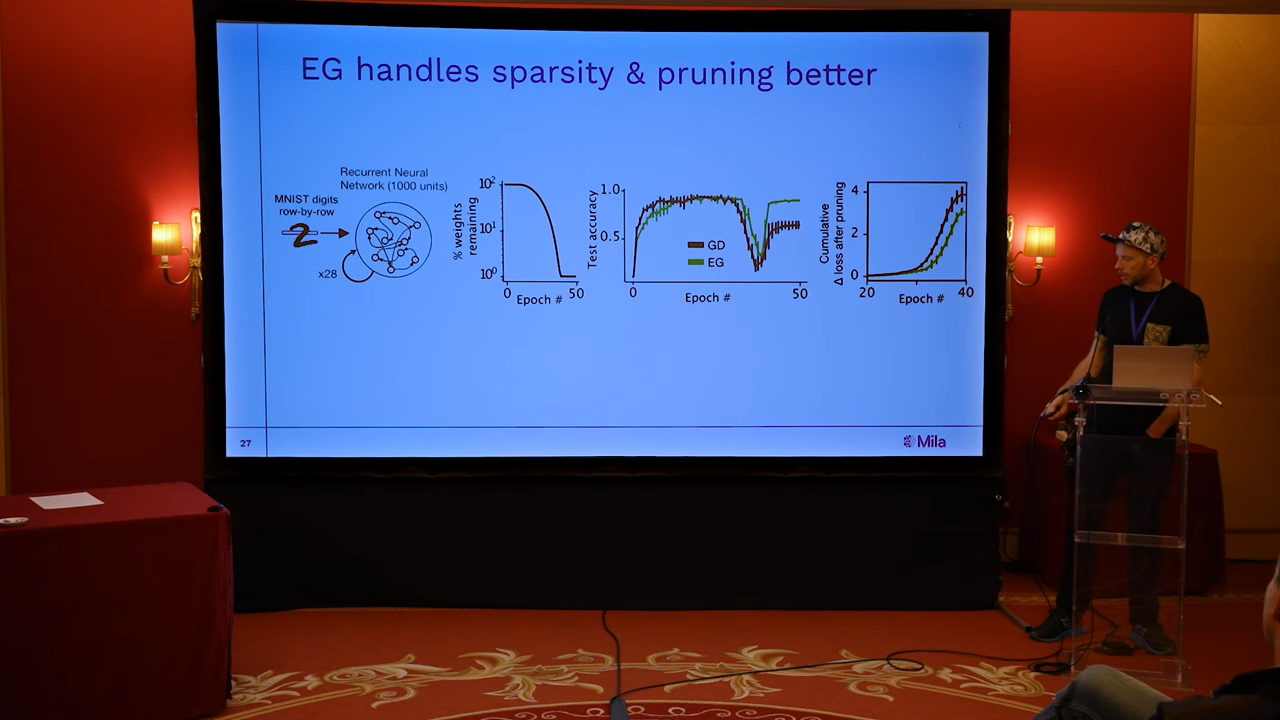 EG handles sparsity & pruning better
Recurrent Neural
Network (1000 units)
MNIST digits
row-by-row
2
x28
% weights
remaining
10²
10¹
10⁰
0
50
Epoch #
Test accuracy
1.0
0.5
GD
EG
0
50
Epoch #
Cumulative
Δ loss after pruning
4
2
0
20
40
Epoch #
27
Mila